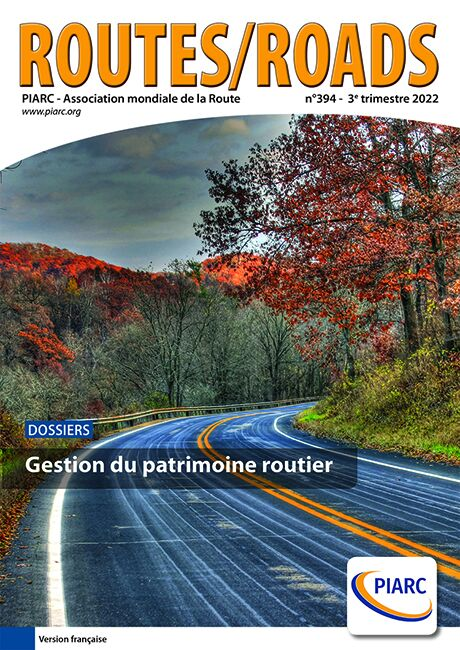 ROUTES/ROADS
PIARC - Association mondiale de la Route n°394 - 3e trimestre 2022
www.piarc.org
DOSSIERS
Gestion du patrimoine routier
PIARC
Version française